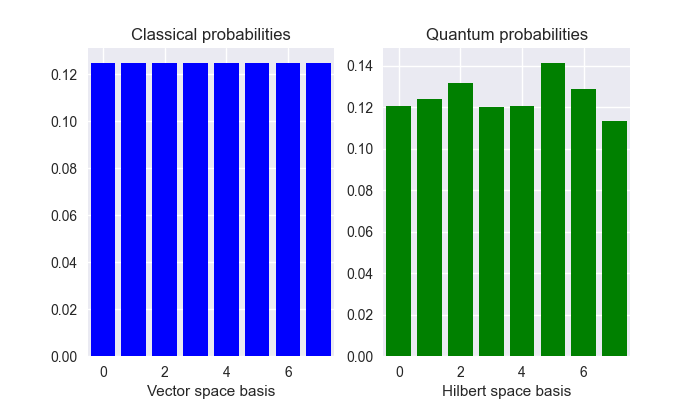 Classical probabilities
0.12
0.10
0.08
0.06
0.04
0.02
0.00
0 2 4 6
Vector space basis
Quantum probabilities
0.14
0.12
0.10
0.08
0.06
0.04
0.02
0.00
0 2 4 6
Hilbert space basis